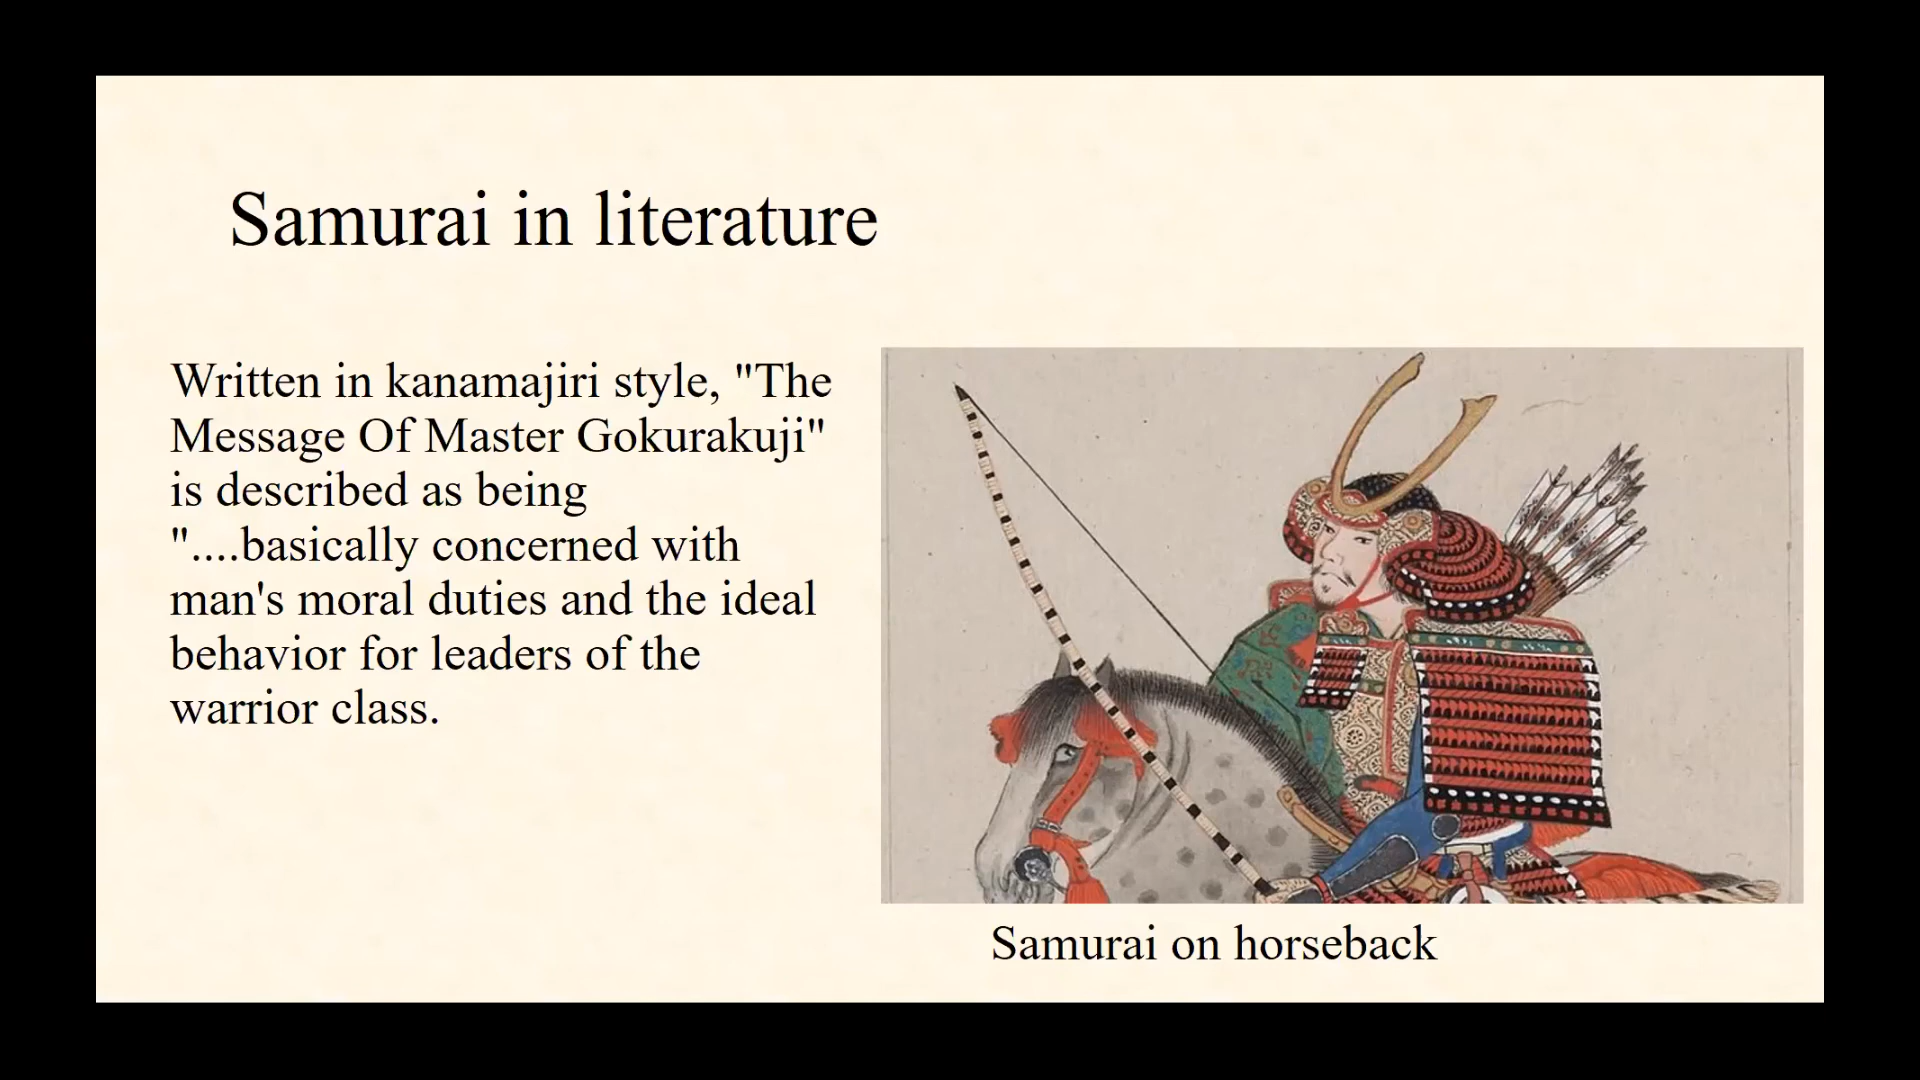 Samurai in literature
Written in kanamajiri style, "The
Message Of Master Gokurakuji"
is described as being
"....basically concerned with
man's moral duties and the ideal
behavior for leaders of the
warrior class.
Samurai on horseback